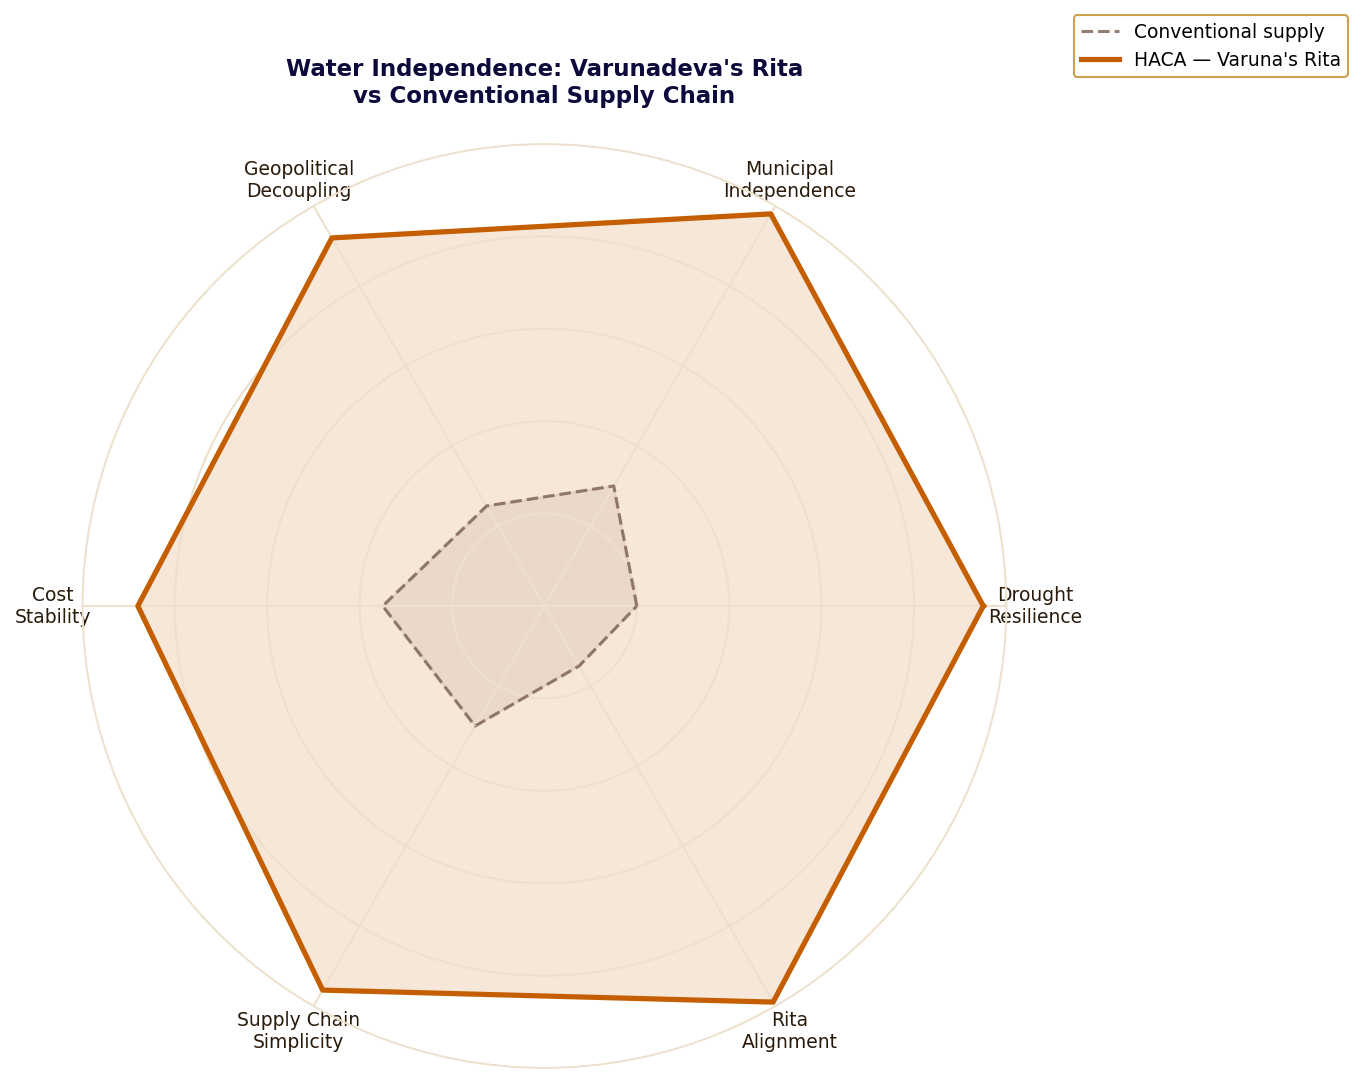 Conventional supply
HACA — Varuna's Rita
Water Independence: Varunadeva's Rita
vs Conventional Supply Chain
Geopolitical
Decoupling
Municipal
Independence
Cost
Stability
Drought
Resilience
Supply Chain
Simplicity
Rita
Alignment